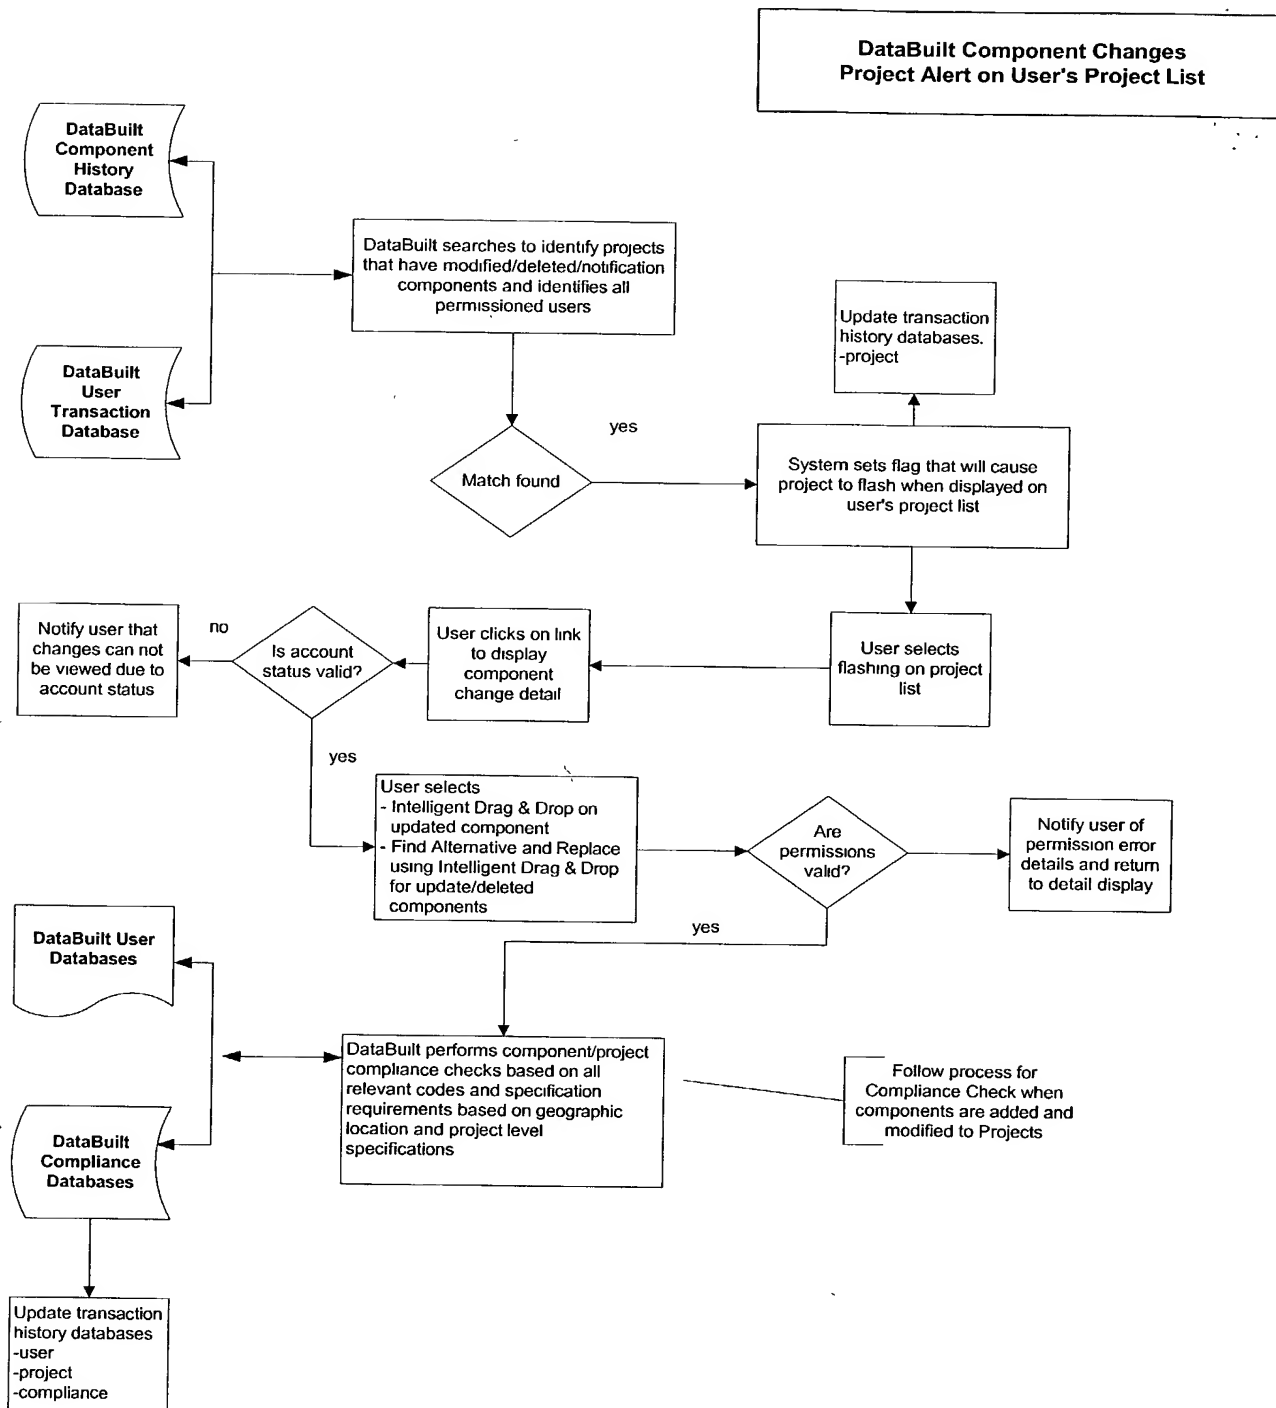 DataBuilt Component Changes
Project Alert on User's Project List
DataBuilt
Component
History
Database
DataBuilt searches to identify projects
that have modified/deleted/notification
components and identifies all
permissioned users
Update transaction
history databases.
-project
DataBuilt
User
Transaction
Database
yes
Match found
System sets flag that will cause
project to flash when displayed on
user's project list
Notify user that
changes can not
be viewed due to
account status
no
Is account
status valid?
User clicks on link
to display
component
change detail
User selects
flashing on project
list
yes
User selects
- Intelligent Drag & Drop on
updated component
- Find Alternative and Replace
using Intelligent Drag & Drop
for update/deleted
components
Are
permissions
valid?
Notify user of
permission error
details and return
to detail display
yes
DataBuilt User
Databases
DataBuilt performs component/project
compliance checks based on all
relevant codes and specification
requirements based on geographic
location and project level
specifications
Follow process for
Compliance Check when
components are added and
modified to Projects
DataBuilt
Compliance
Databases
Update transaction
history databases
-user
-project
-compliance